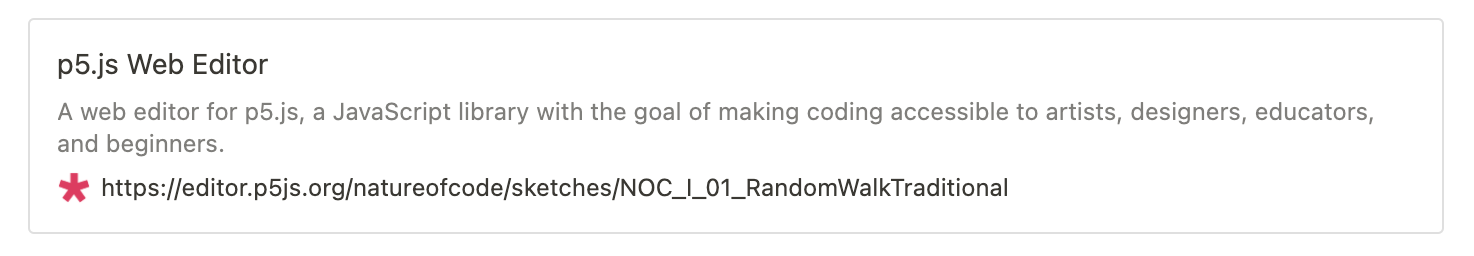 p5.js Web Editor
A web editor for p5.js, a JavaScript library with the goal of making coding accessible to artists, designers, educators,
and beginners.
https://editor.p5js.org/natureofcode/sketches/NOC_I_01_RandomWalkTraditional